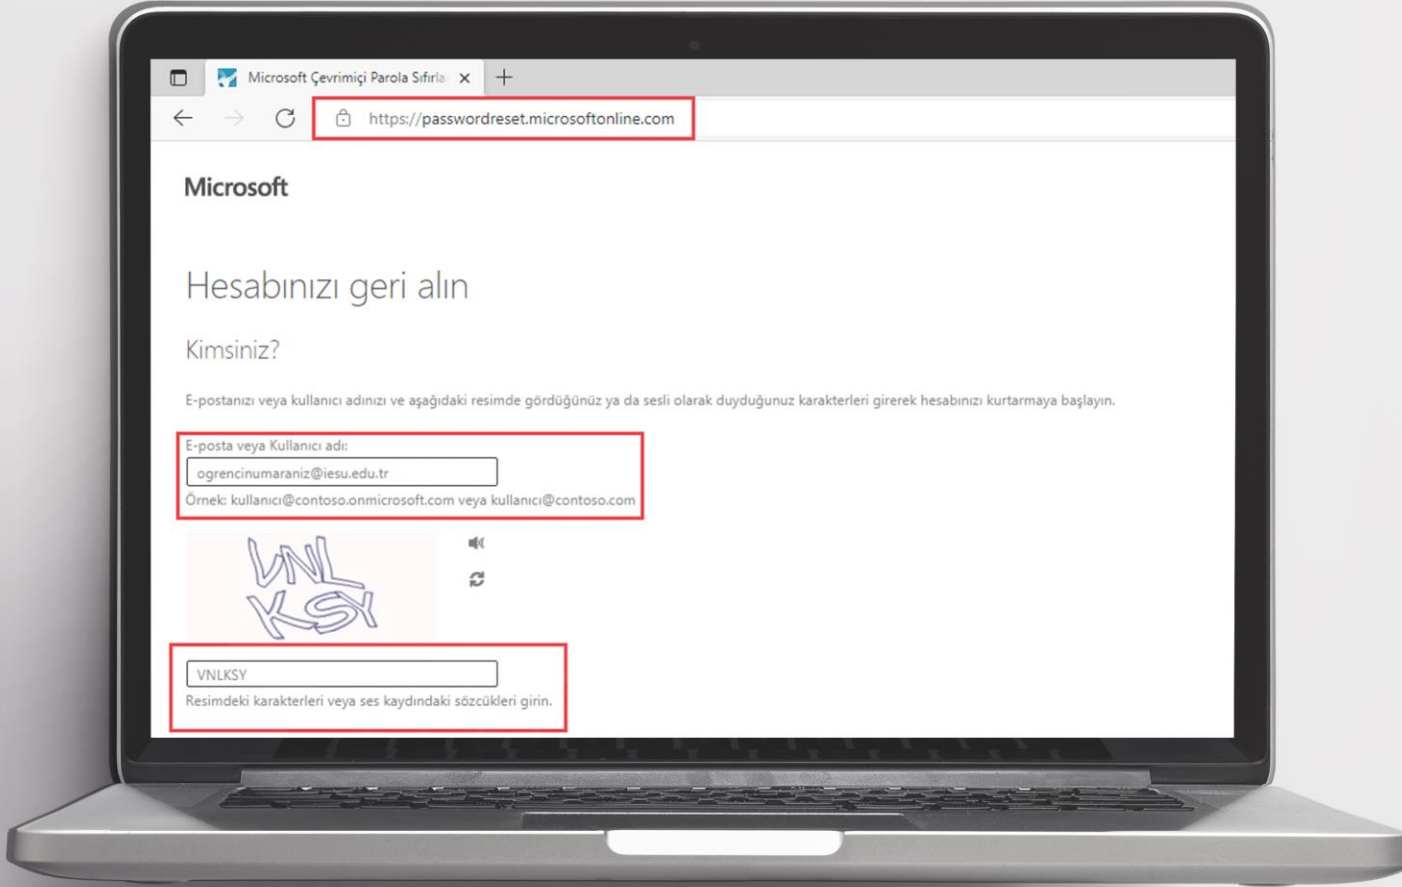 Microsoft Çevrimiçi Parola Sıfırla
https://passwordreset.microsoftonline.com
Microsoft
Hesabınızı geri alın
Kimsiniz?
E-postanızı veya kullanıcı adınızı ve aşağıdaki resimde gördüğünüz ya da sesli olarak duyduğunuz karakterleri girerek hesabınızı kurtarmaya başlayın.
E-posta veya Kullanıcı adı:
ogrencinumaraniz@iesu.edu.tr
Örnek: kullanıcı@contoso.onmicrosoft.com veya kullanıcı@contoso.com
VNL
KSY
VNLKSY
Resimdeki karakterleri veya ses kaydındaki sözcükleri girin.